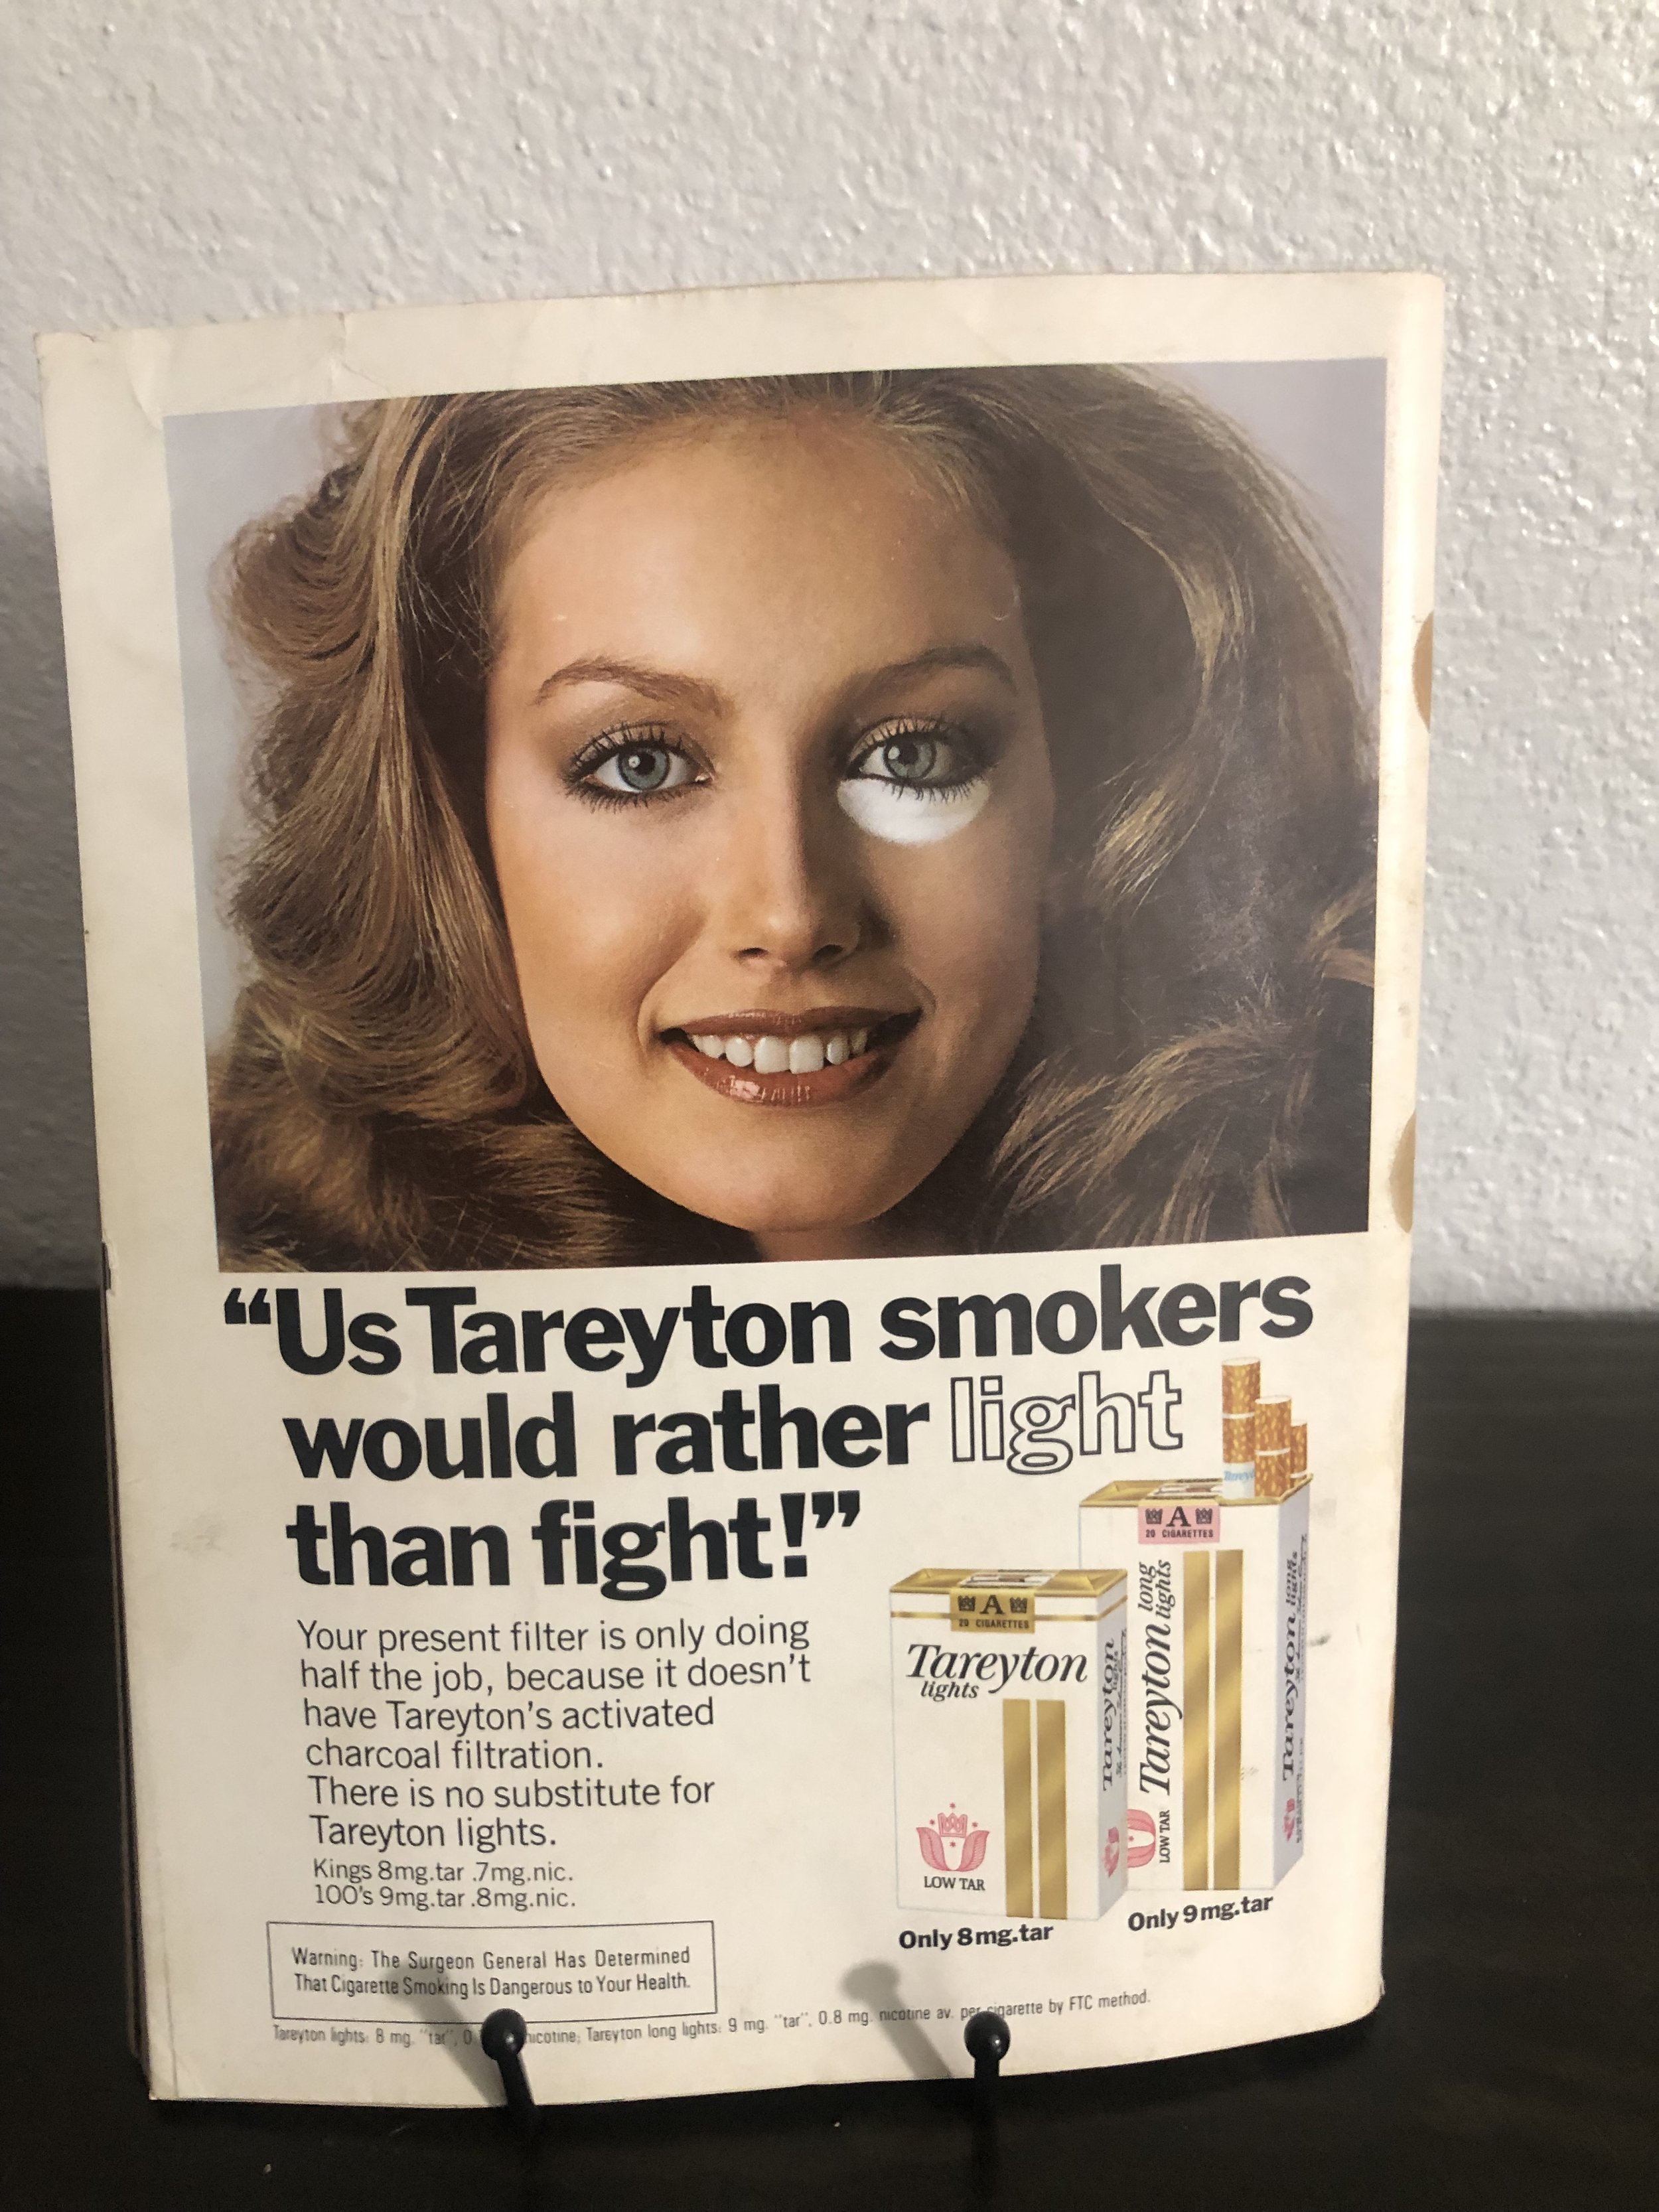 “Us Tareyton smokers
would rather light
than fight!”
Your present filter is only doing
half the job, because it doesn’t
have Tareyton’s activated
charcoal filtration.
There is no substitute for
Tareyton lights.
Kings 8mg.tar .7mg.nic.
100’s 9mg.tar .8mg.nic.
A
20 CIGARETTES
Tareyton
lights
LOW TAR
Tareyton
Only 8mg.tar
A
20 CIGARETTES
Tareyton long
lights
LOW TAR
Tareyton long
lights
Only 9mg.tar
Warning: The Surgeon General Has Determined
That Cigarette Smoking Is Dangerous to Your Health.
Tareyton lights: 8 mg. "tar", nicotine; Tareyton long lights: 9 mg. "tar", 0.8 mg. nicotine av. per cigarette by FTC method.